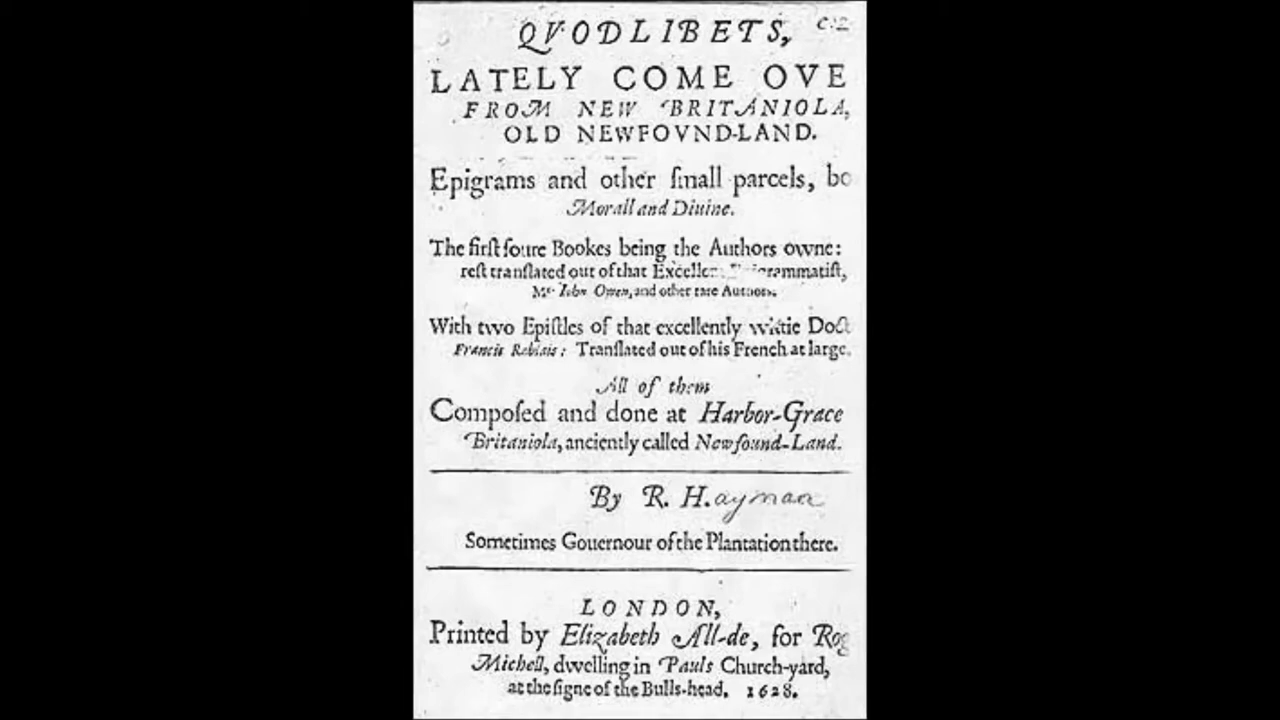 QVODLIBETS,
LATELY COME OVE
FROM NEW BRITANIOLA,
OLD NEWFOVND-LAND.
Epigrams and other ſmall parcels, bo
Morall and Diuine.
The firſt foure Bookes being the Authors owne:
reſt tranſlated out of that
Mr. Iohn Owen, and other rare Authors.
With two Epiſtles of that excellently wittie Doct
Francis Rablais: Tranſlated out of his French at large.
All of them
Compoſed and done at Harbor-Grace
Britaniola, anciently called Newfound-Land.
By R. H.ayman
Sometimes Gouernour of the Plantation there.
LONDON,
Printed by Elizabeth All-de, for Rog
Michell, dwelling in Pauls Church-yard,
at the ſigne of the Bulls-head. 1628.